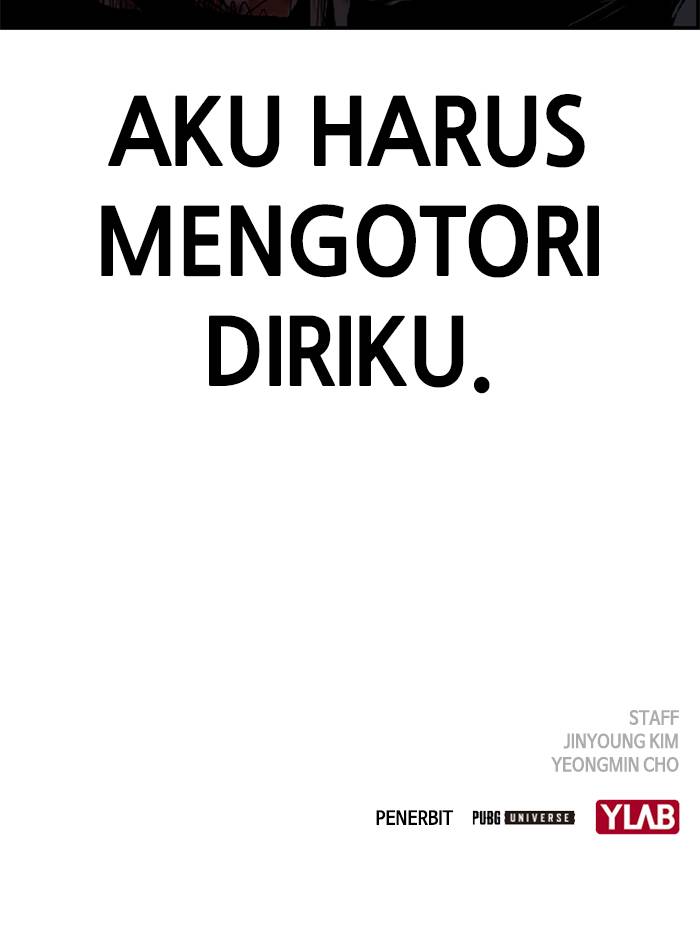 AKU HARUS
MENGOTORI
DIRIKU.
STAFF
JINYOUNG KIM
YEONGMIN CHO
PENERBIT PUBG UNIVERSE YLAB